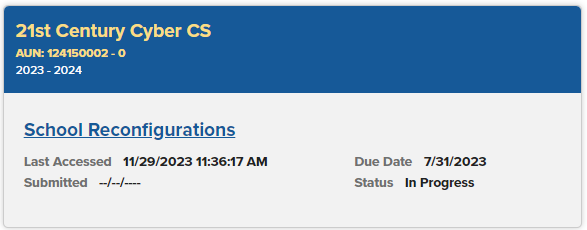 21st Century Cyber CS
AUN: 124150002 - 0
2023 - 2024
School Reconfigurations
Last Accessed 11/29/2023 11:36:17 AM Due Date 7/31/2023
Submitted --/--/---- Status In Progress